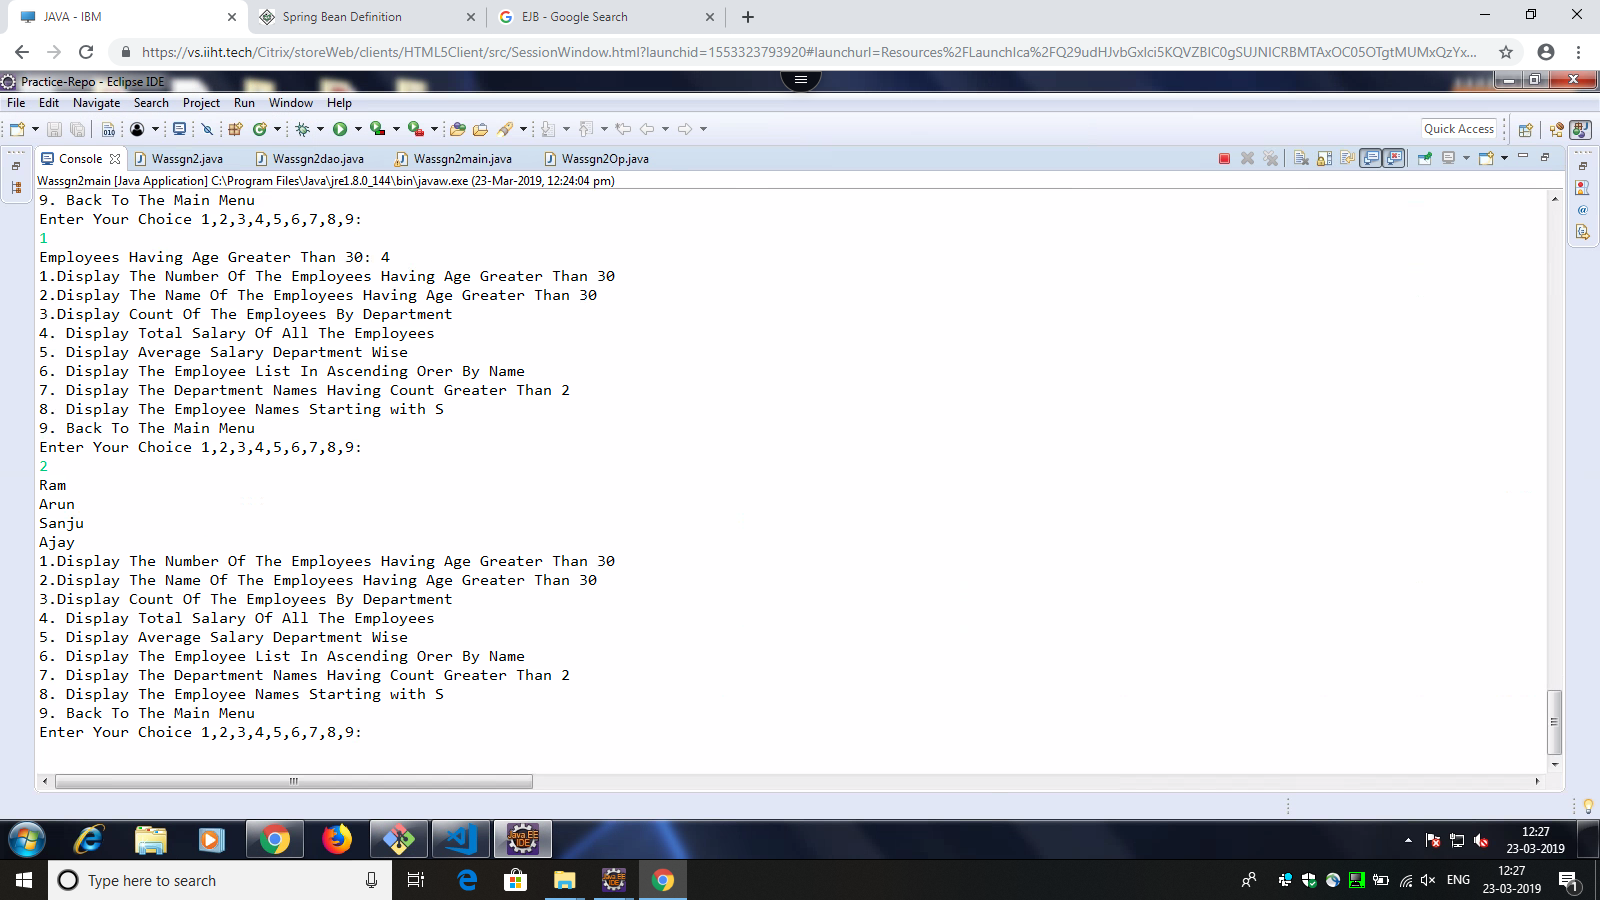 JAVA - IBM
Spring Bean Definition
EJB - Google Search
https://vs.iiht.tech/Citrix/storeWeb/clients/HTML5Client/src/SessionWindow.html?launchid=1553323793920#launchurl=Resources%2FLaunchIca%2FQ29udHJvbGxlci5KQVZBIC0gSUJNICRBMTAxOC05OTgtMUMxQzYx...
Practice-Repo - Eclipse IDE
File Edit Navigate Search Project Run Window Help
Quick Access
Console Wassgn2.java Wassgn2dao.java Wassgn2main.java Wassgn2Op.java
Wassgn2main [Java Application] C:\Program Files\Java\jre1.8.0_144\bin\javaw.exe (23-Mar-2019, 12:24:04 pm)
9. Back To The Main Menu
Enter Your Choice 1,2,3,4,5,6,7,8,9:
1
Employees Having Age Greater Than 30: 4
1.Display The Number Of The Employees Having Age Greater Than 30
2.Display The Name Of The Employees Having Age Greater Than 30
3.Display Count Of The Employees By Department
4. Display Total Salary Of All The Employees
5. Display Average Salary Department Wise
6. Display The Employee List In Ascending Orer By Name
7. Display The Department Names Having Count Greater Than 2
8. Display The Employee Names Starting with S
9. Back To The Main Menu
Enter Your Choice 1,2,3,4,5,6,7,8,9:
2
Ram
Arun
Sanju
Ajay
1.Display The Number Of The Employees Having Age Greater Than 30
2.Display The Name Of The Employees Having Age Greater Than 30
3.Display Count Of The Employees By Department
4. Display Total Salary Of All The Employees
5. Display Average Salary Department Wise
6. Display The Employee List In Ascending Orer By Name
7. Display The Department Names Having Count Greater Than 2
8. Display The Employee Names Starting with S
9. Back To The Main Menu
Enter Your Choice 1,2,3,4,5,6,7,8,9:
Java EE
IDE
12:27
23-03-2019
Type here to search
Java EE
IDE
ENG
12:27
23-03-2019
1